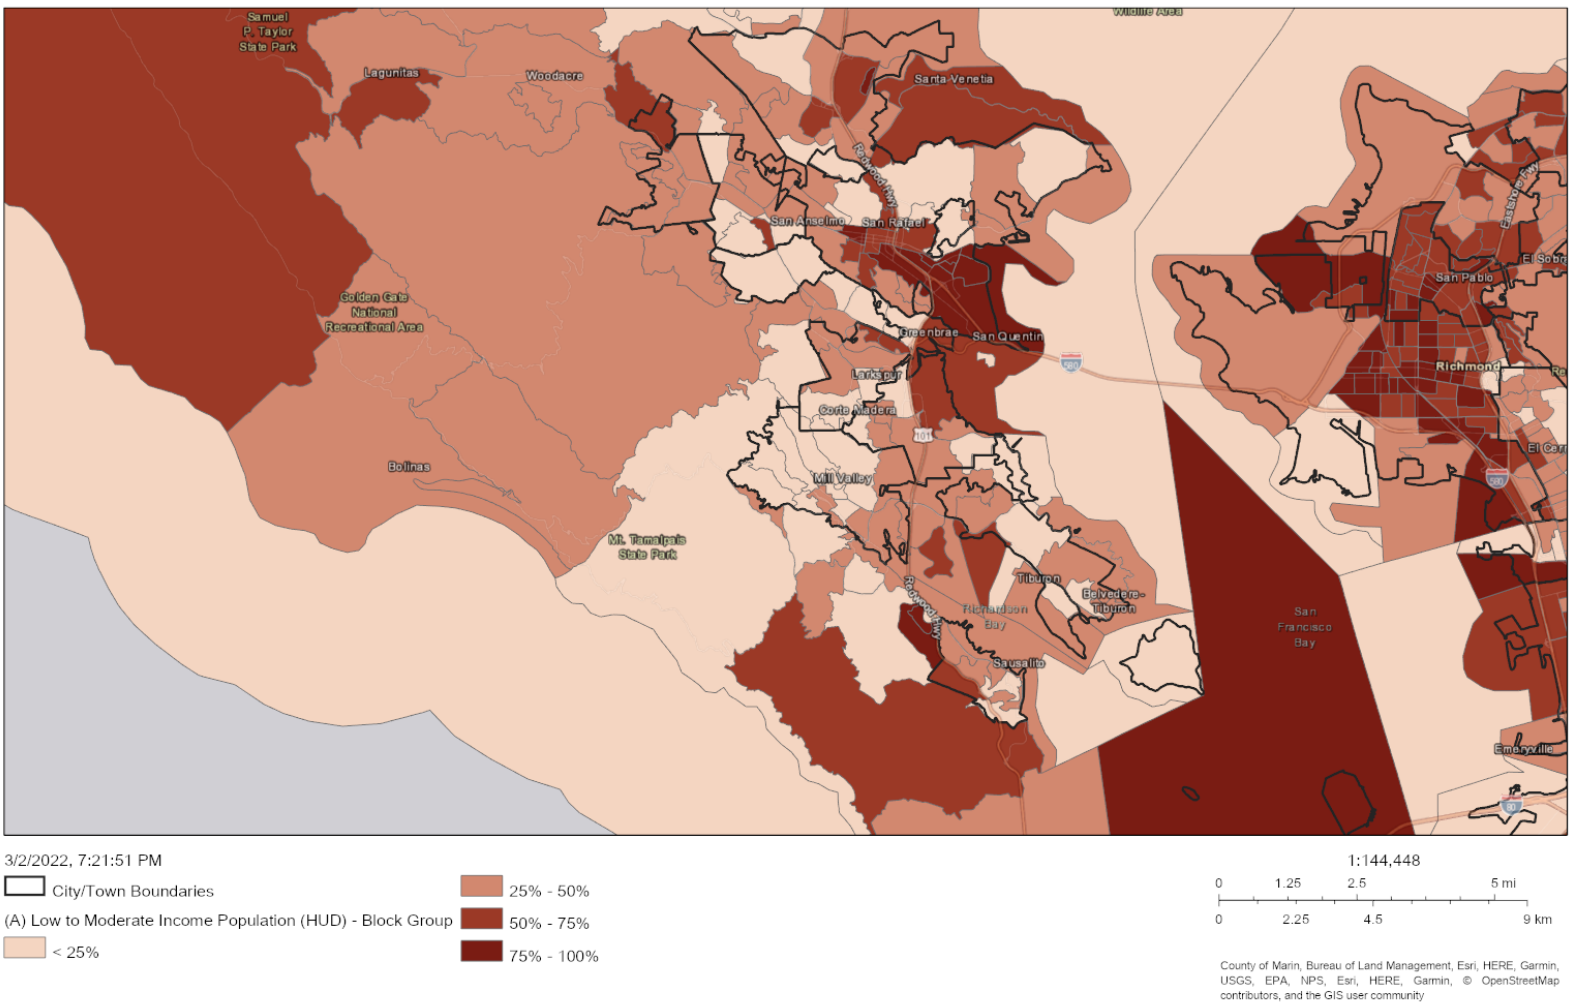 Samuel
P. Taylor
State Park
Wildlife Area
Lagunitas
Woodacre
Santa Venetia
Redwood Hwy
Eastshore Fwy
San Anselmo
San Rafael
El Sobr
San Pablo
Golden Gate
National
Recreational Area
Greenbrae
San Quentin
580
Richmond
Re
Larkspur
Corte Madera
101
El Cerr
Bolinas
Mill Valley
580
Mt. Tamalpais
State Park
Tiburon
Belvedere-
Tiburon
Redwood Hwy
Richardson
Bay
San
Francisco
Bay
Sausalito
Emeryville
80
3/2/2022, 7:21:51 PM
City/Town Boundaries
(A) Low to Moderate Income Population (HUD) - Block Group
< 25%
25% - 50%
50% - 75%
75% - 100%
1:144,448
0 1.25 2.5 5 mi
0 2.25 4.5 9 km
County of Marin, Bureau of Land Management, Esri, HERE, Garmin,
USGS, EPA, NPS, Esri, HERE, Garmin, © OpenStreetMap
contributors, and the GIS user community